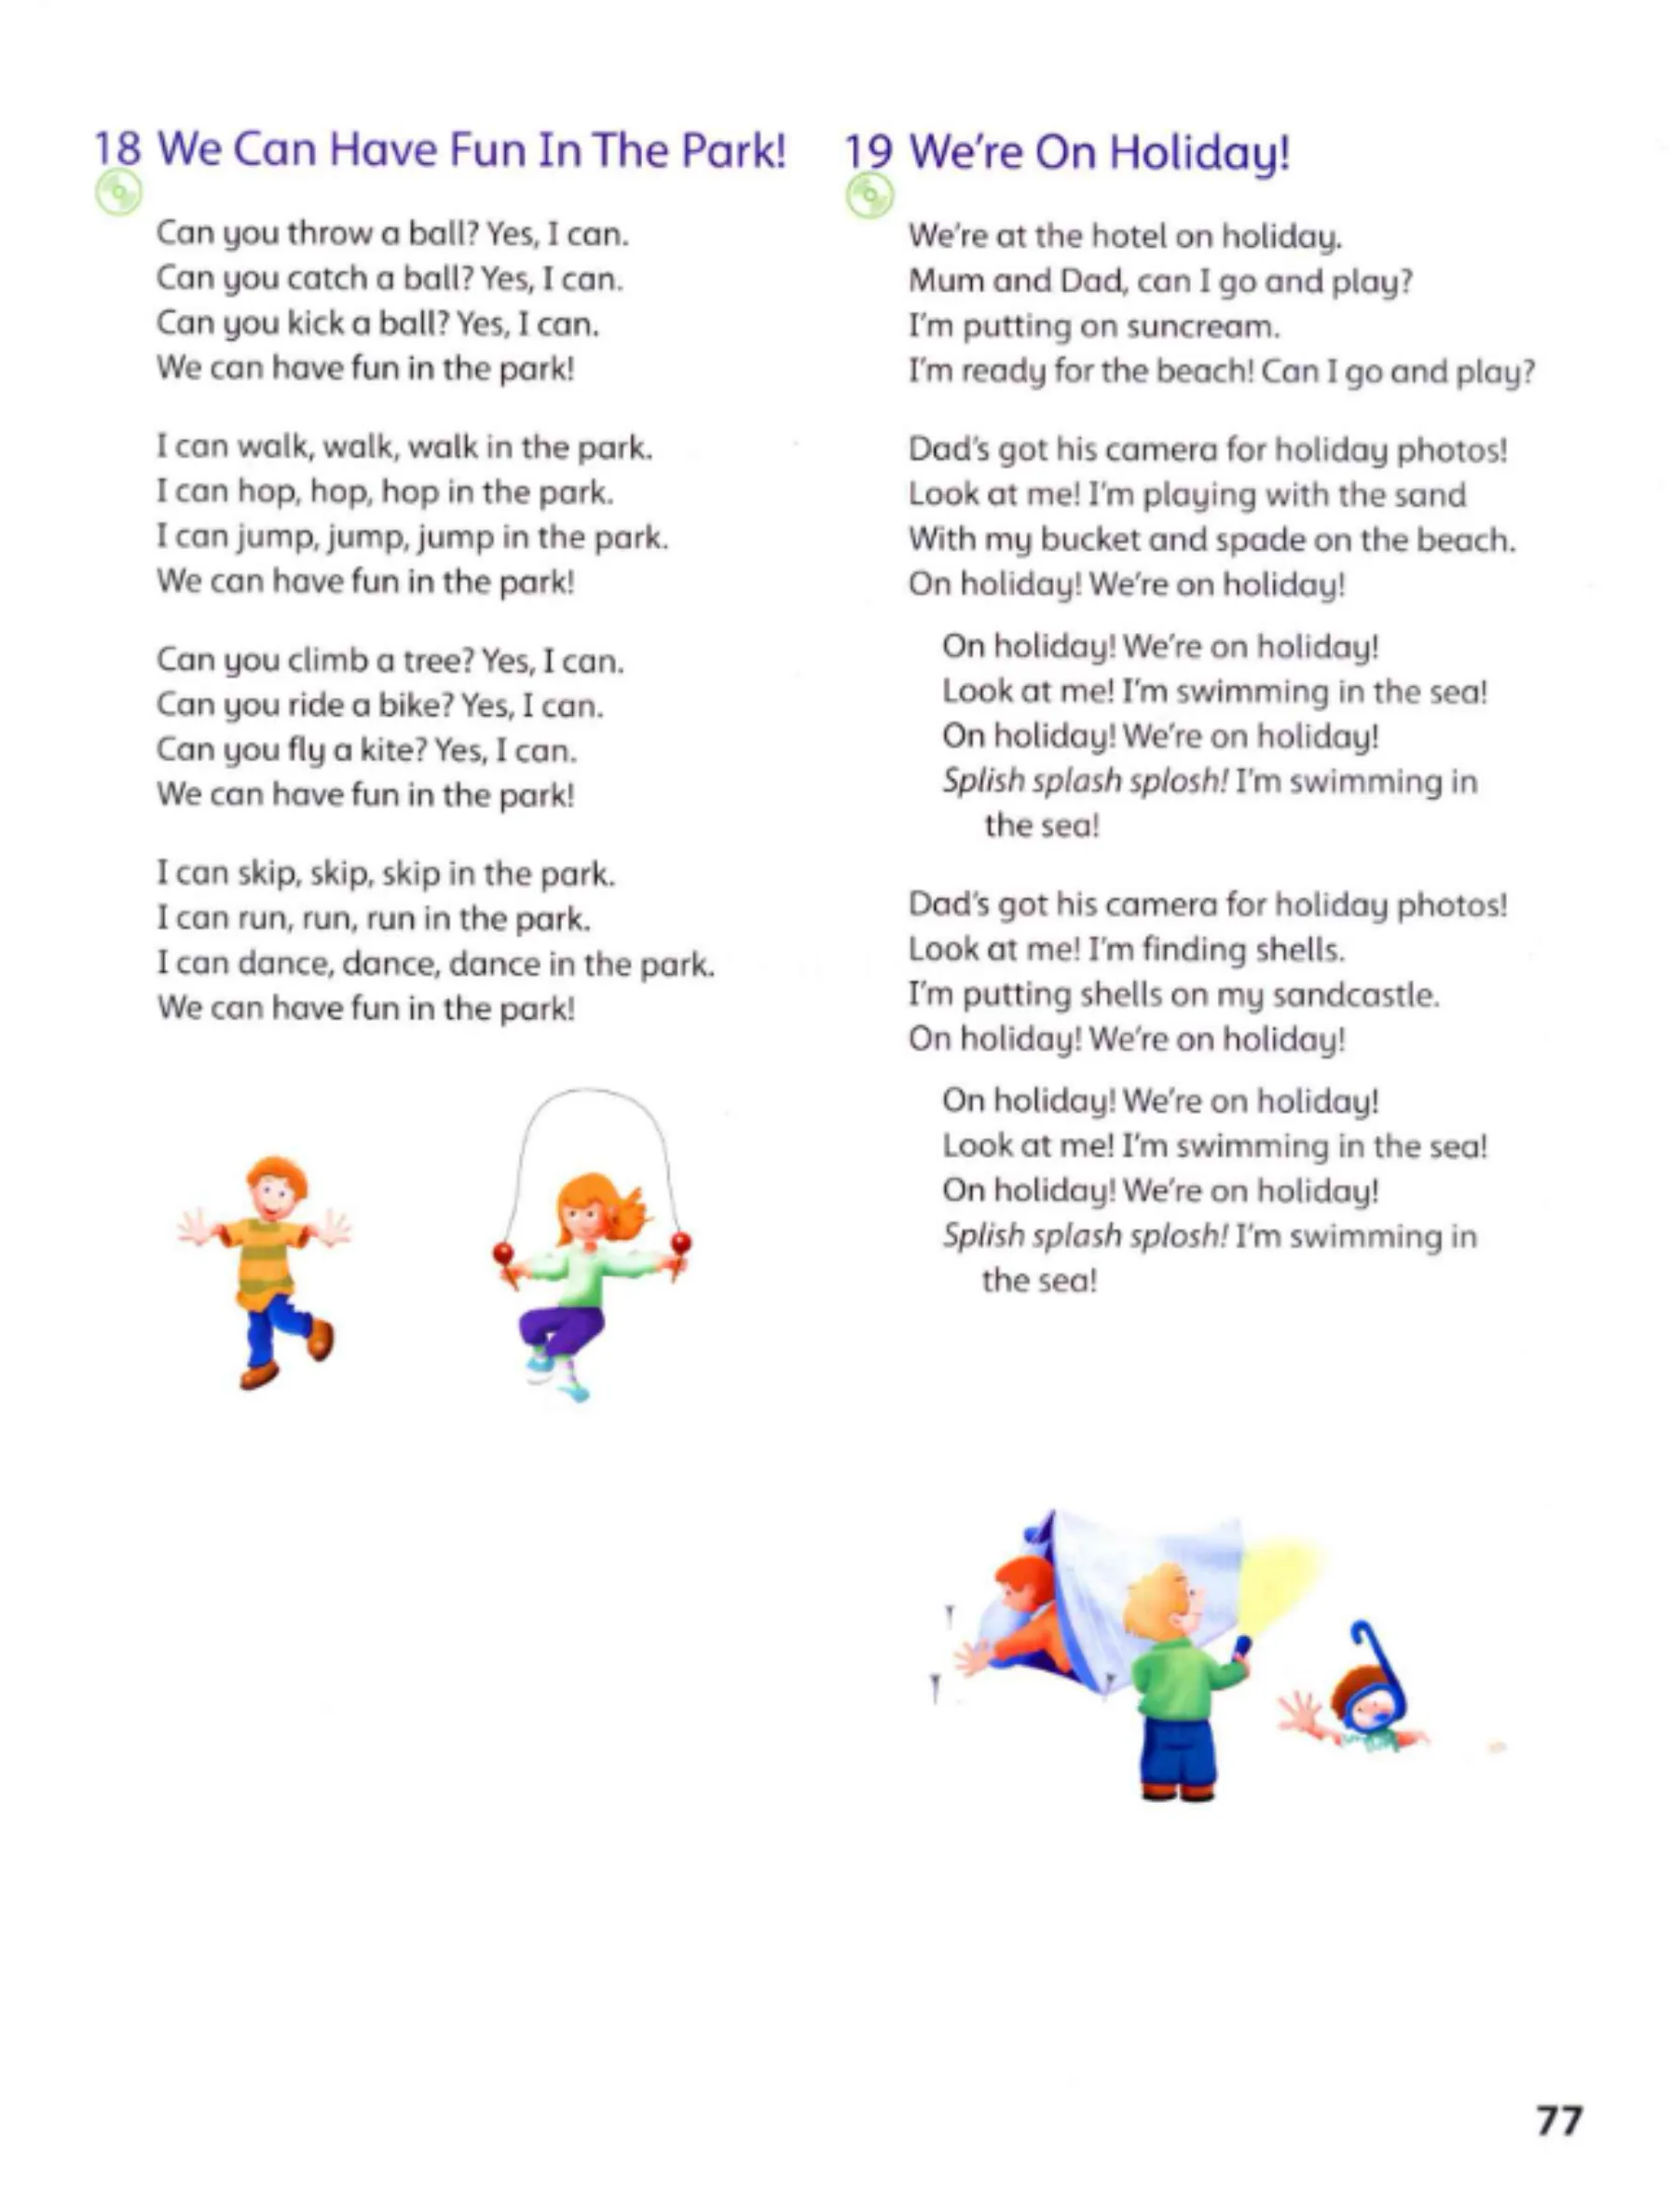 18 We Can Have Fun In The Park!
Can you throw a ball? Yes, I can.
Can you catch a ball? Yes, I can.
Can you kick a ball? Yes, I can.
We can have fun in the park!
I can walk, walk, walk in the park.
I can hop, hop, hop in the park.
I can jump, jump, jump in the park.
We can have fun in the park!
Can you climb a tree? Yes, I can.
Can you ride a bike? Yes, I can.
Can you fly a kite? Yes, I can.
We can have fun in the park!
I can skip, skip, skip in the park.
I can run, run, run in the park.
I can dance, dance, dance in the park.
We can have fun in the park!
19 We're On Holiday!
We're at the hotel on holiday.
Mum and Dad, can I go and play?
I'm putting on suncream.
I'm ready for the beach! Can I go and play?
Dad's got his camera for holiday photos!
Look at me! I'm playing with the sand
With my bucket and spade on the beach.
On holiday! We're on holiday!
On holiday! We're on holiday!
Look at me! I'm swimming in the sea!
On holiday! We're on holiday!
Splish splash splosh! I'm swimming in
the sea!
Dad's got his camera for holiday photos!
Look at me! I'm finding shells.
I'm putting shells on my sandcastle.
On holiday! We're on holiday!
On holiday! We're on holiday!
Look at me! I'm swimming in the sea!
On holiday! We're on holiday!
Splish splash splosh! I'm swimming in
the sea!
77